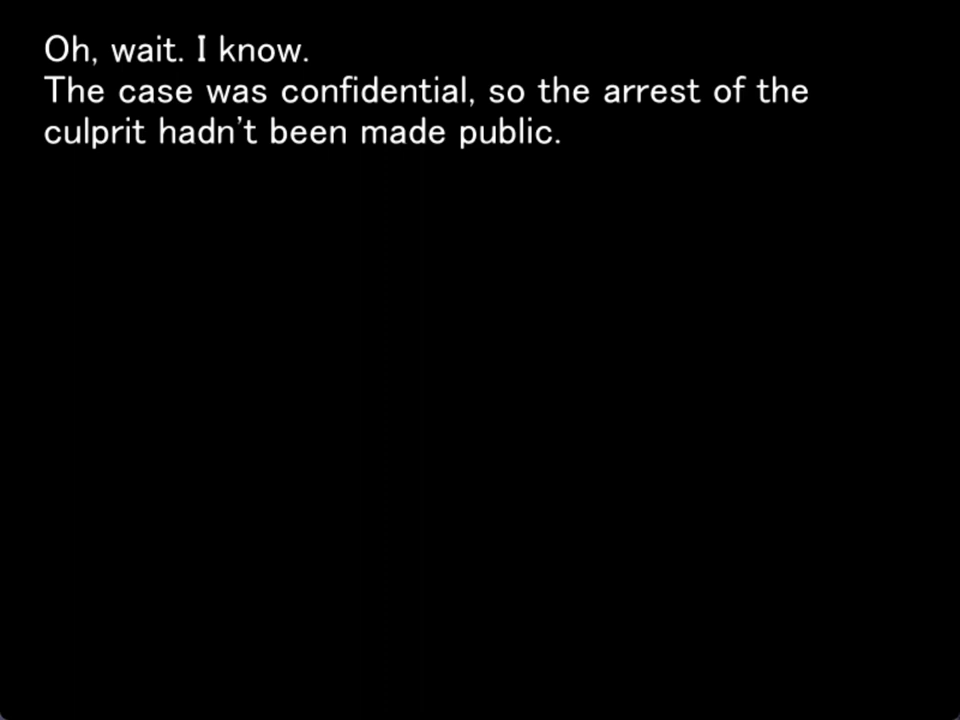 Oh, wait. I know.
The case was confidential, so the arrest of the
culprit hadn't been made public.